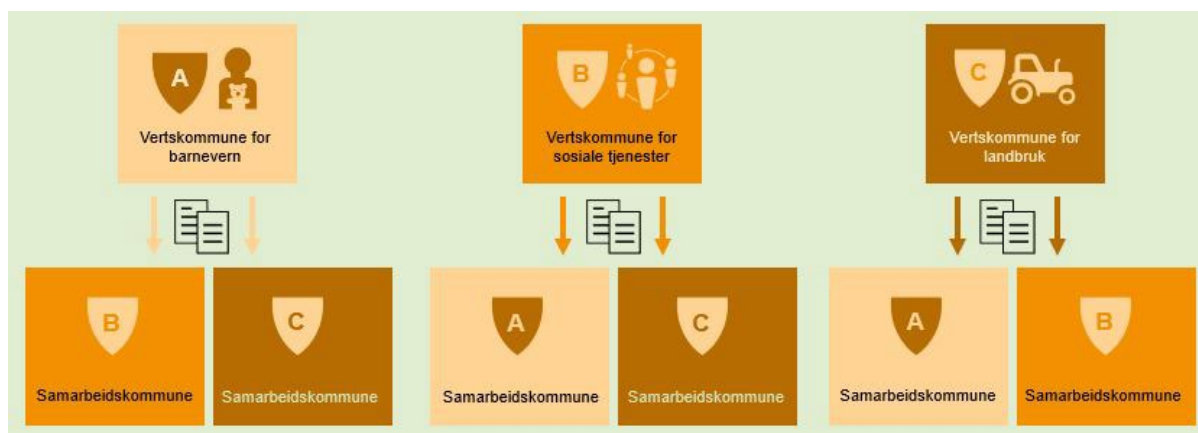 A
Vertskommune for
barnevern
B
Vertskommune for
sosiale tjenester
C
Vertskommune for
landbruk
B
Samarbeidskommune
C
Samarbeidskommune
A
Samarbeidskommune
C
Samarbeidskommune
A
Samarbeidskommune
B
Samarbeidskommune